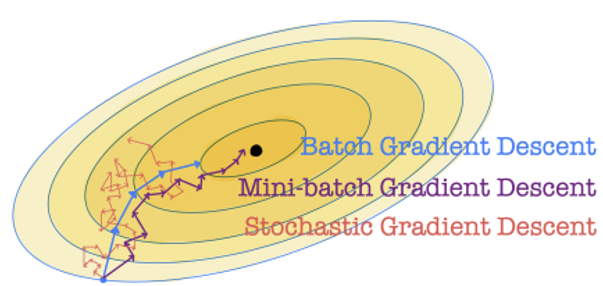 Batch Gradient Descent
Mini-batch Gradient Descent
Stochastic Gradient Descent